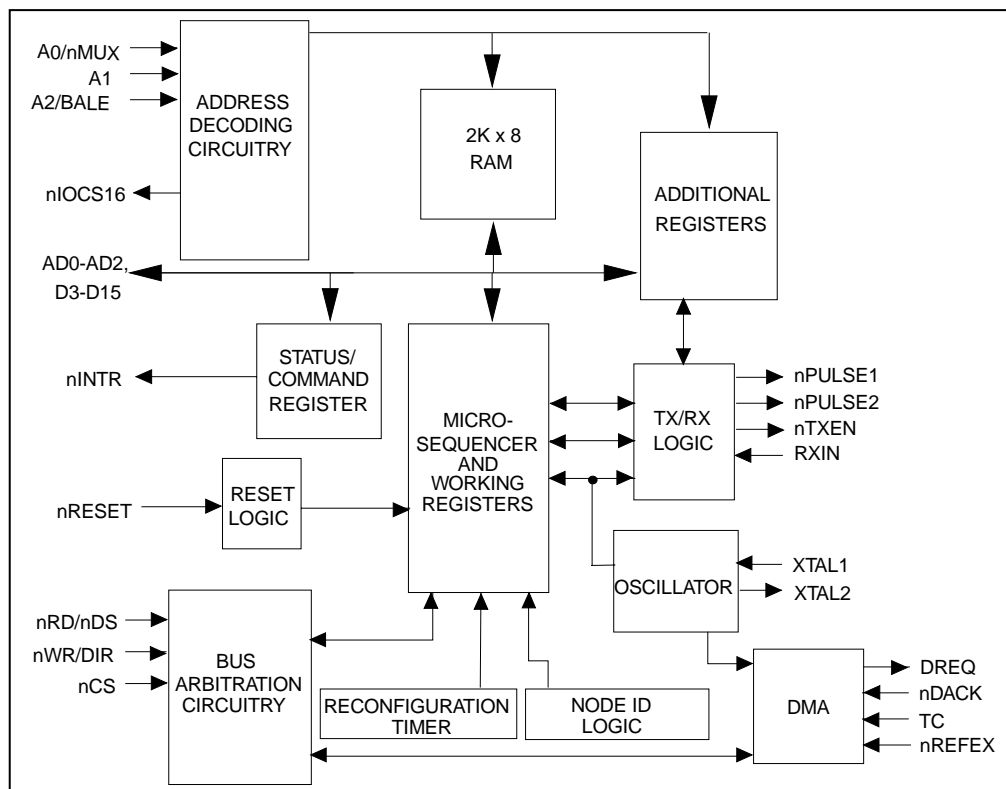 A0/nMUX
A1
A2/BALE
nIOCS16
AD0-AD2,
D3-D15
nINTR
nRESET
nRD/nDS
nWR/DIR
nCS
ADDRESS
DECODING
CIRCUITRY
2K x 8
RAM
ADDITIONAL
REGISTERS
STATUS/
COMMAND
REGISTER
MICRO-
SEQUENCER
AND
WORKING
REGISTERS
TX/RX
LOGIC
nPULSE1
nPULSE2
nTXEN
RXIN
RESET
LOGIC
OSCILLATOR
XTAL1
XTAL2
BUS
ARBITRATION
CIRCUITRY
RECONFIGURATION
TIMER
NODE ID
LOGIC
DMA
DREQ
nDACK
TC
nREFEX